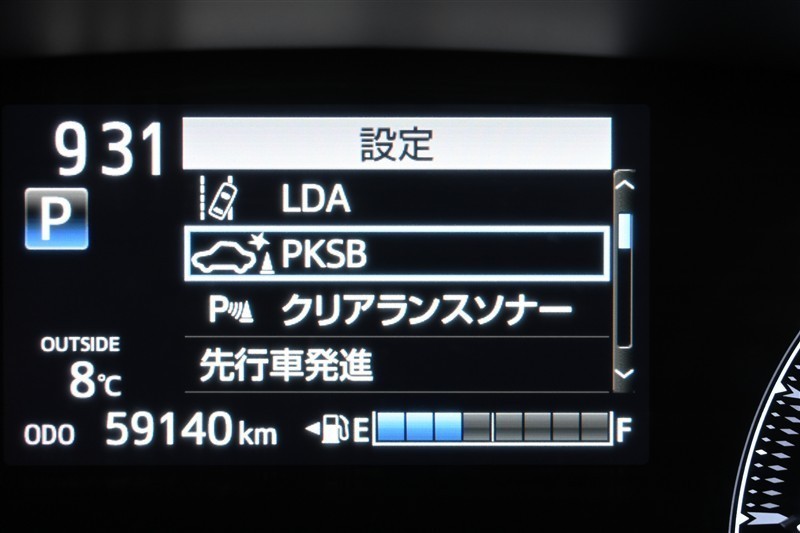 931
設定
P
LDA
PKSB
P クリアランスソナー
先行車発進
OUTSIDE
8℃
ODO 59140 km
E F